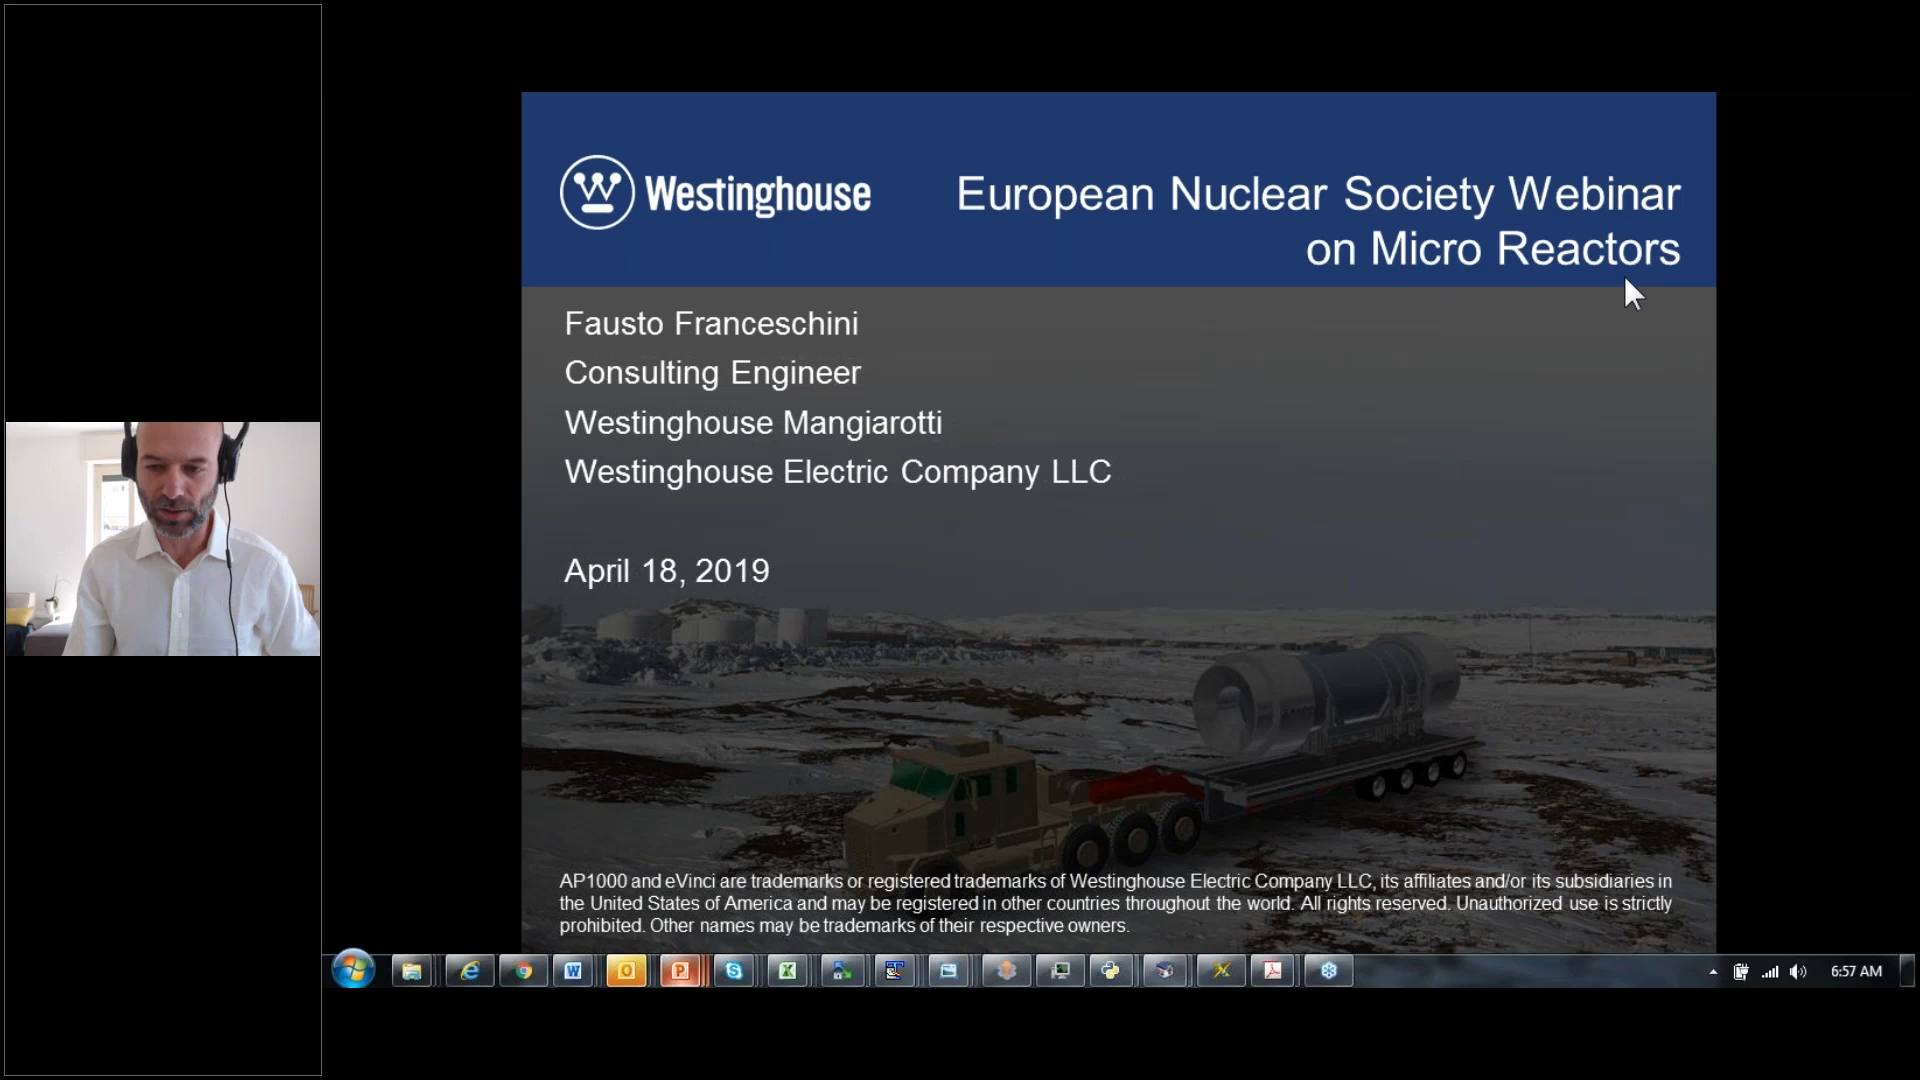 Westinghouse
European Nuclear Society Webinar
on Micro Reactors
Fausto Franceschini
Consulting Engineer
Westinghouse Mangiarotti
Westinghouse Electric Company LLC
April 18, 2019
AP1000 and eVinci are trademarks or registered trademarks of Westinghouse Electric Company LLC, its affiliates and/or its subsidiaries in
the United States of America and may be registered in other countries throughout the world. All rights reserved. Unauthorized use is strictly
prohibited. Other names may be trademarks of their respective owners.
6:57 AM